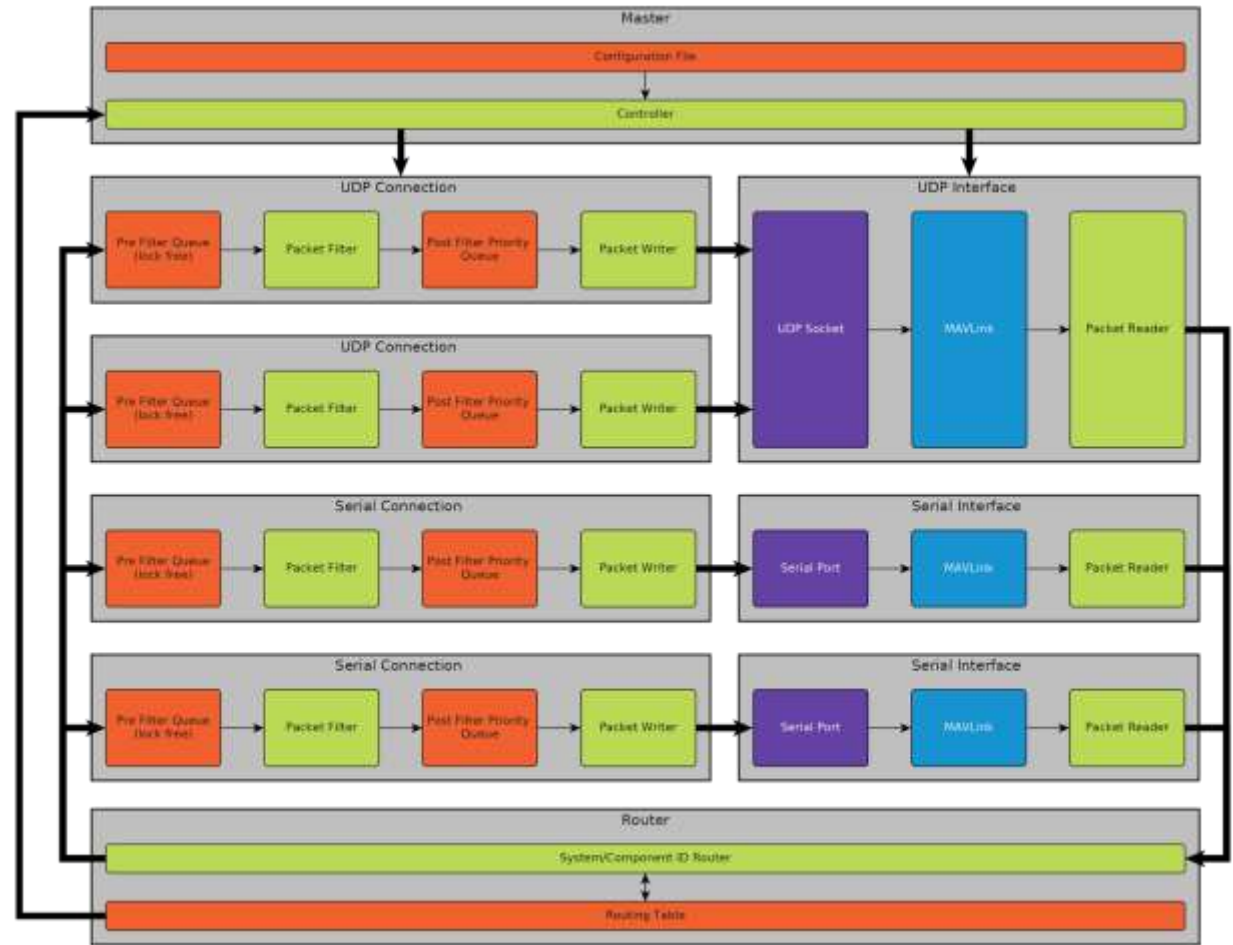 Master
Configuration File
Controller
UDP Connection
Pre Filter Queue
(lock free)
Packet Filter
Post Filter Priority
Queue
Packet Writer
UDP Interface
UDP Socket
MAVLink
Packet Reader
UDP Connection
Pre Filter Queue
(lock free)
Packet Filter
Post Filter Priority
Queue
Packet Writer
Serial Connection
Pre Filter Queue
(lock free)
Packet Filter
Post Filter Priority
Queue
Packet Writer
Serial Interface
Serial Port
MAVLink
Packet Reader
Serial Connection
Pre Filter Queue
(lock free)
Packet Filter
Post Filter Priority
Queue
Packet Writer
Serial Interface
Serial Port
MAVLink
Packet Reader
Router
System/Component ID Router
Routing Table